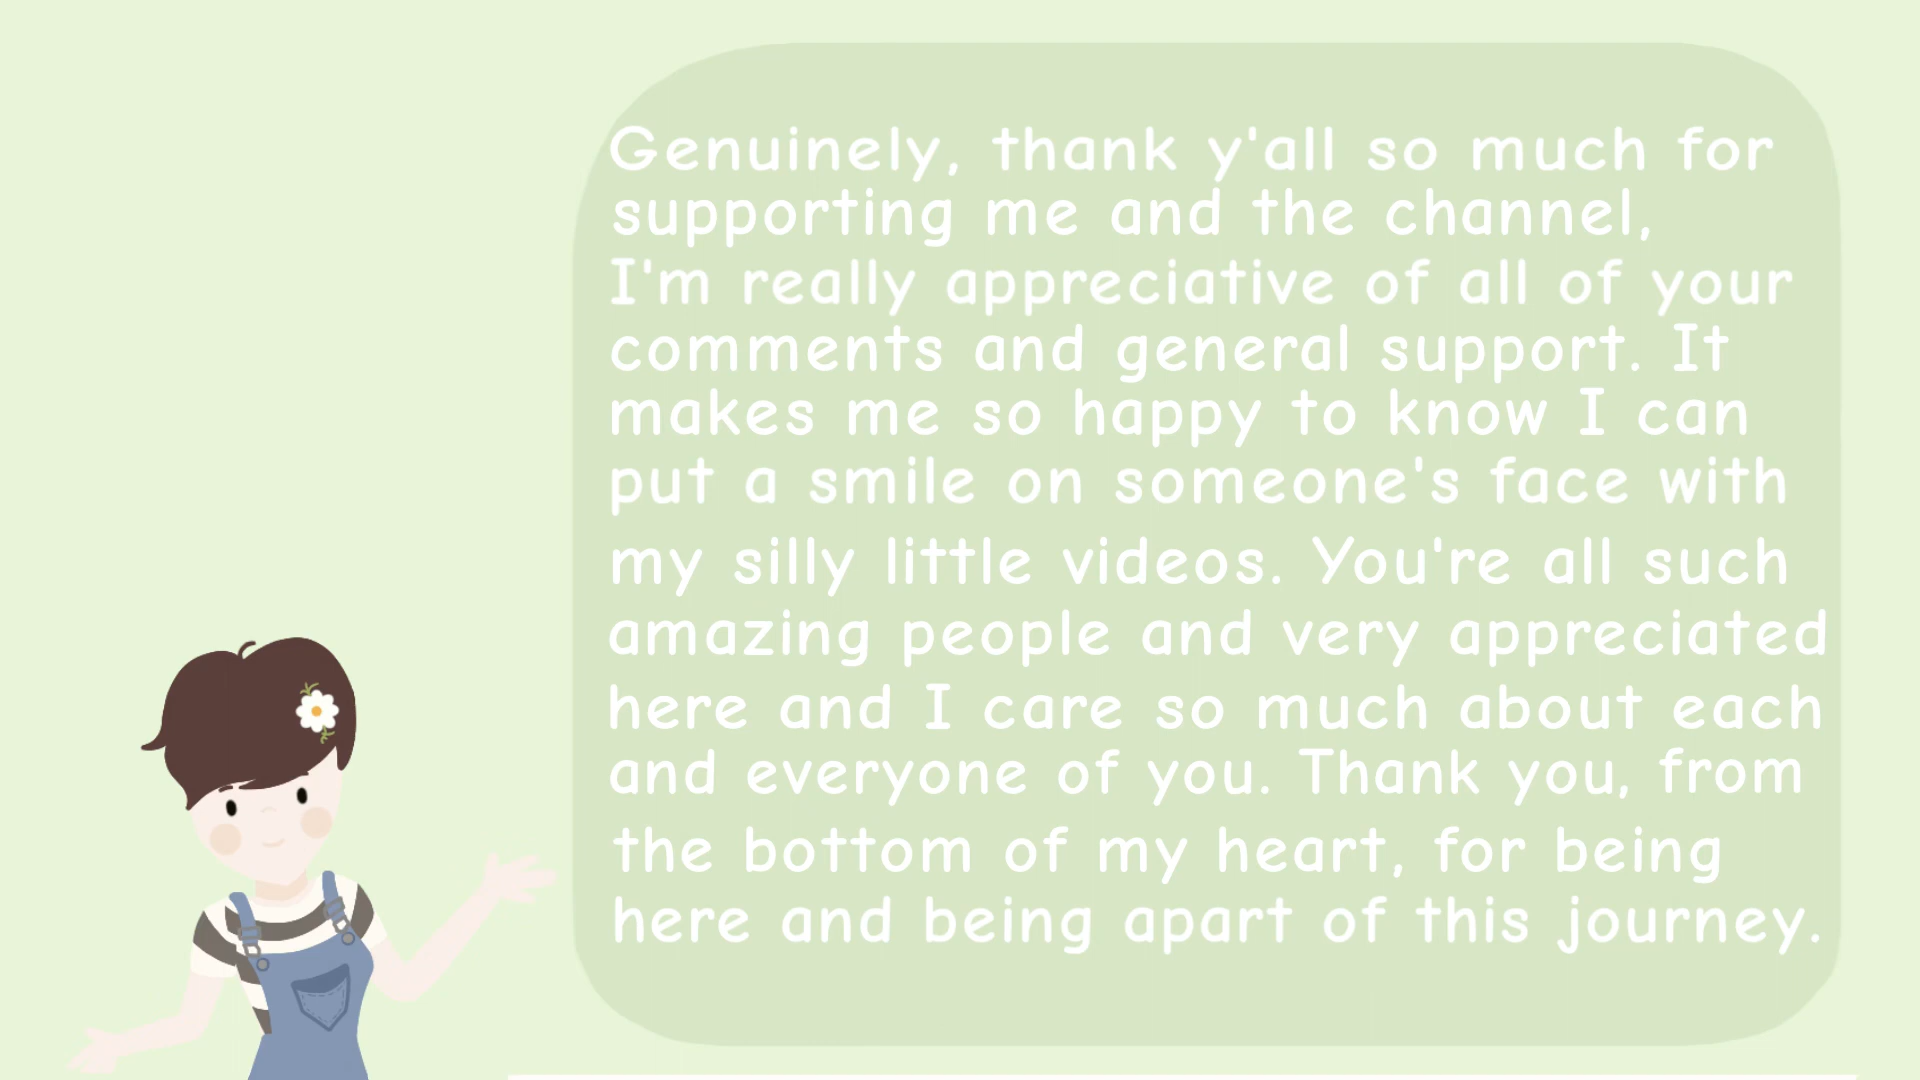 Genuinely, thank y'all so much for
supporting me and the channel,
I'm really appreciative of all of your
comments and general support. It
makes me so happy to know I can
put a smile on someone's face with
my silly little videos. You're all such
amazing people and very appreciated
here and I care so much about each
and everyone of you. Thank you, from
the bottom of my heart, for being
here and being apart of this journey.